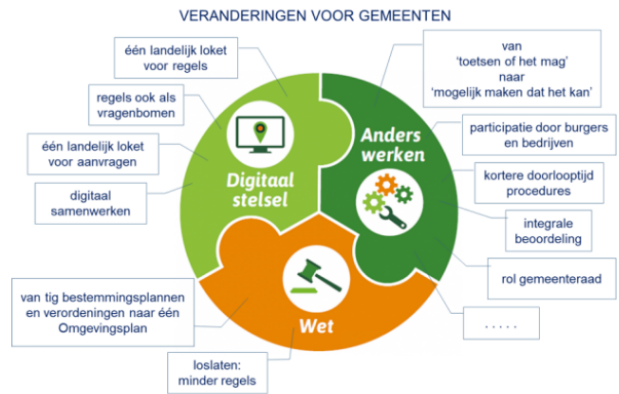 VERANDERINGEN VOOR GEMEENTEN
één landelijk loket
voor regels
regels ook als
vragenbomen
één landelijk loket
voor aanvragen
digitaal
samenwerken
Digitaal
stelsel
van
‘toetsen of het mag’
naar
‘mogelijk maken dat het kan’
participatie door burgers
en bedrijven
kortere doorlooptijd
procedures
integrale
beoordeling
rol gemeenteraad
. . . . .
Anders
werken
van tig bestemmingsplannen
en verordeningen naar één
Omgevingsplan
loslaten:
minder regels
Wet